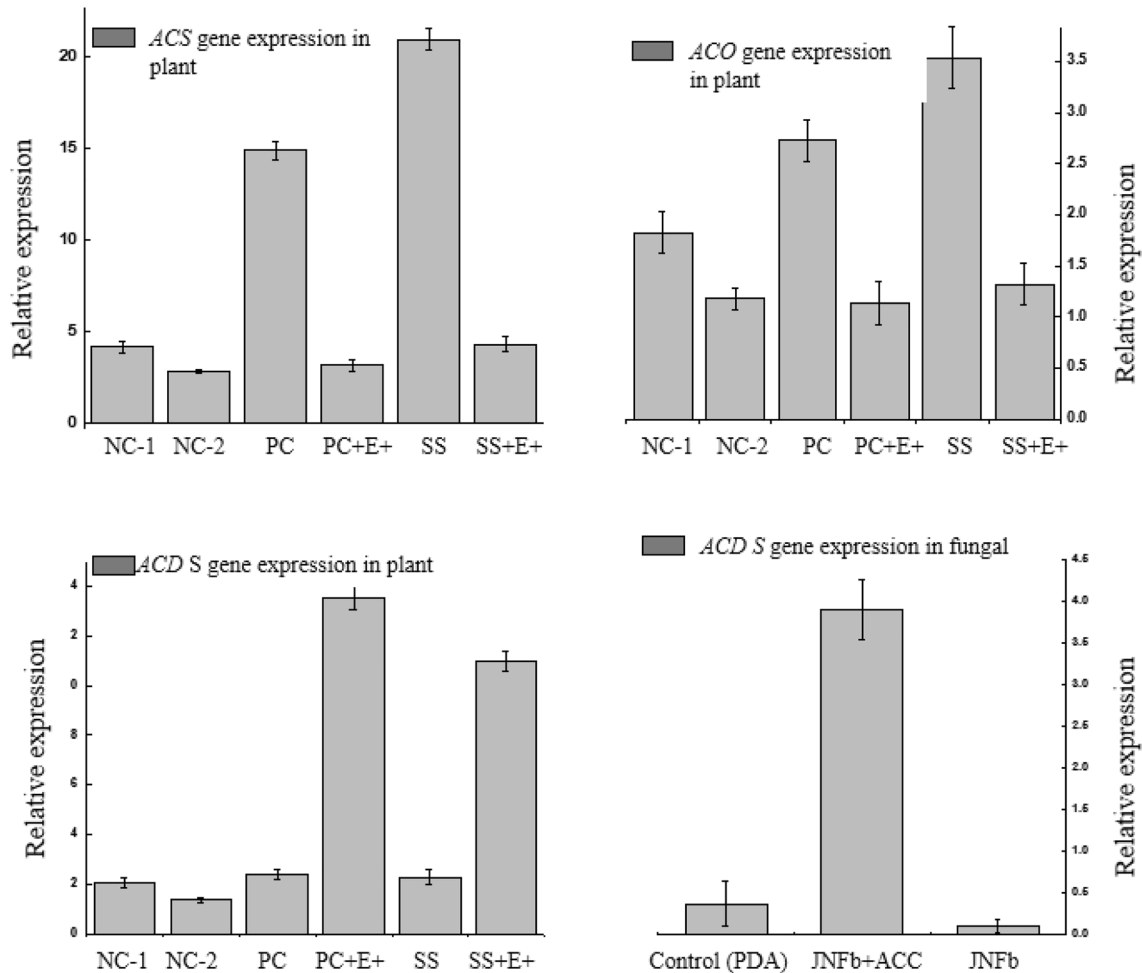 ACS gene expression in
plant
20
15
10
5
0
Relative expression
NC-1 NC-2 PC PC+E+ SS SS+E+
ACO gene expression
in plant
3.5
3.0
2.5
2.0
1.5
1.0
0.5
0.0
Relative expression
NC-1 NC-2 PC PC+E+ SS SS+E+
ACD S gene expression in plant
4
2
0
8
6
4
2
0
Relative expression
NC-1 NC-2 PC PC+E+ SS SS+E+
ACD S gene expression in fungal
4.5
4.0
3.5
3.0
2.5
2.0
1.5
1.0
0.5
0.0
Relative expression
Control (PDA) JNFb+ACC JNFb